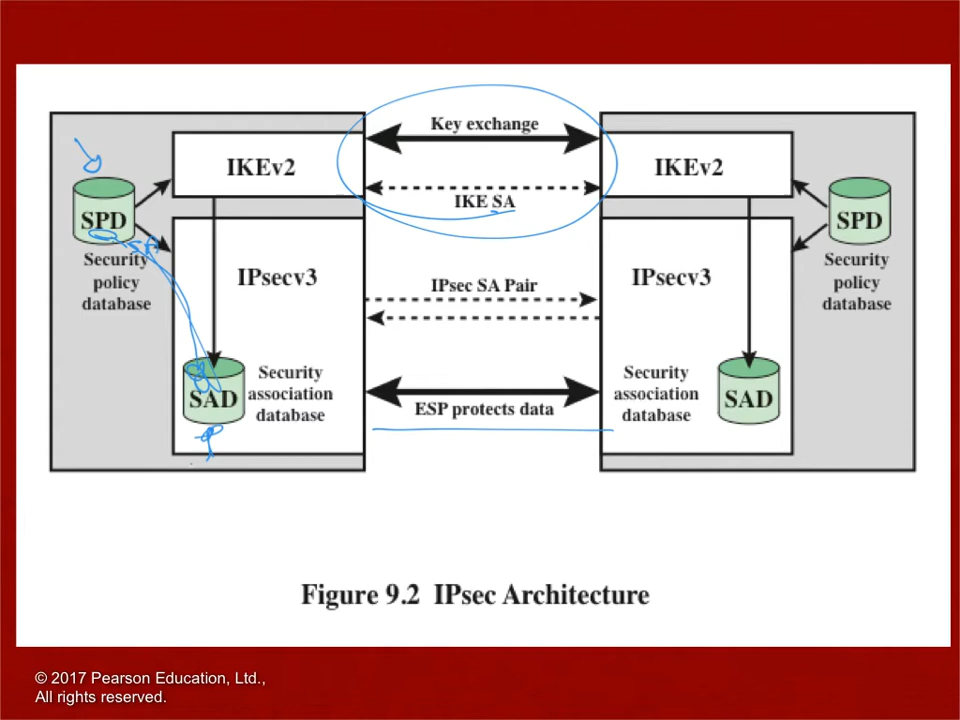 Key exchange
IKEv2
IKEv2
IKE SA
SPD
SPD
Security
policy
database
Security
policy
database
IPsecv3
IPsecv3
IPsec SA Pair
SAD
Security
association
database
Security
association
database
SAD
ESP protects data
Figure 9.2 IPsec Architecture
© 2017 Pearson Education, Ltd.,
All rights reserved.